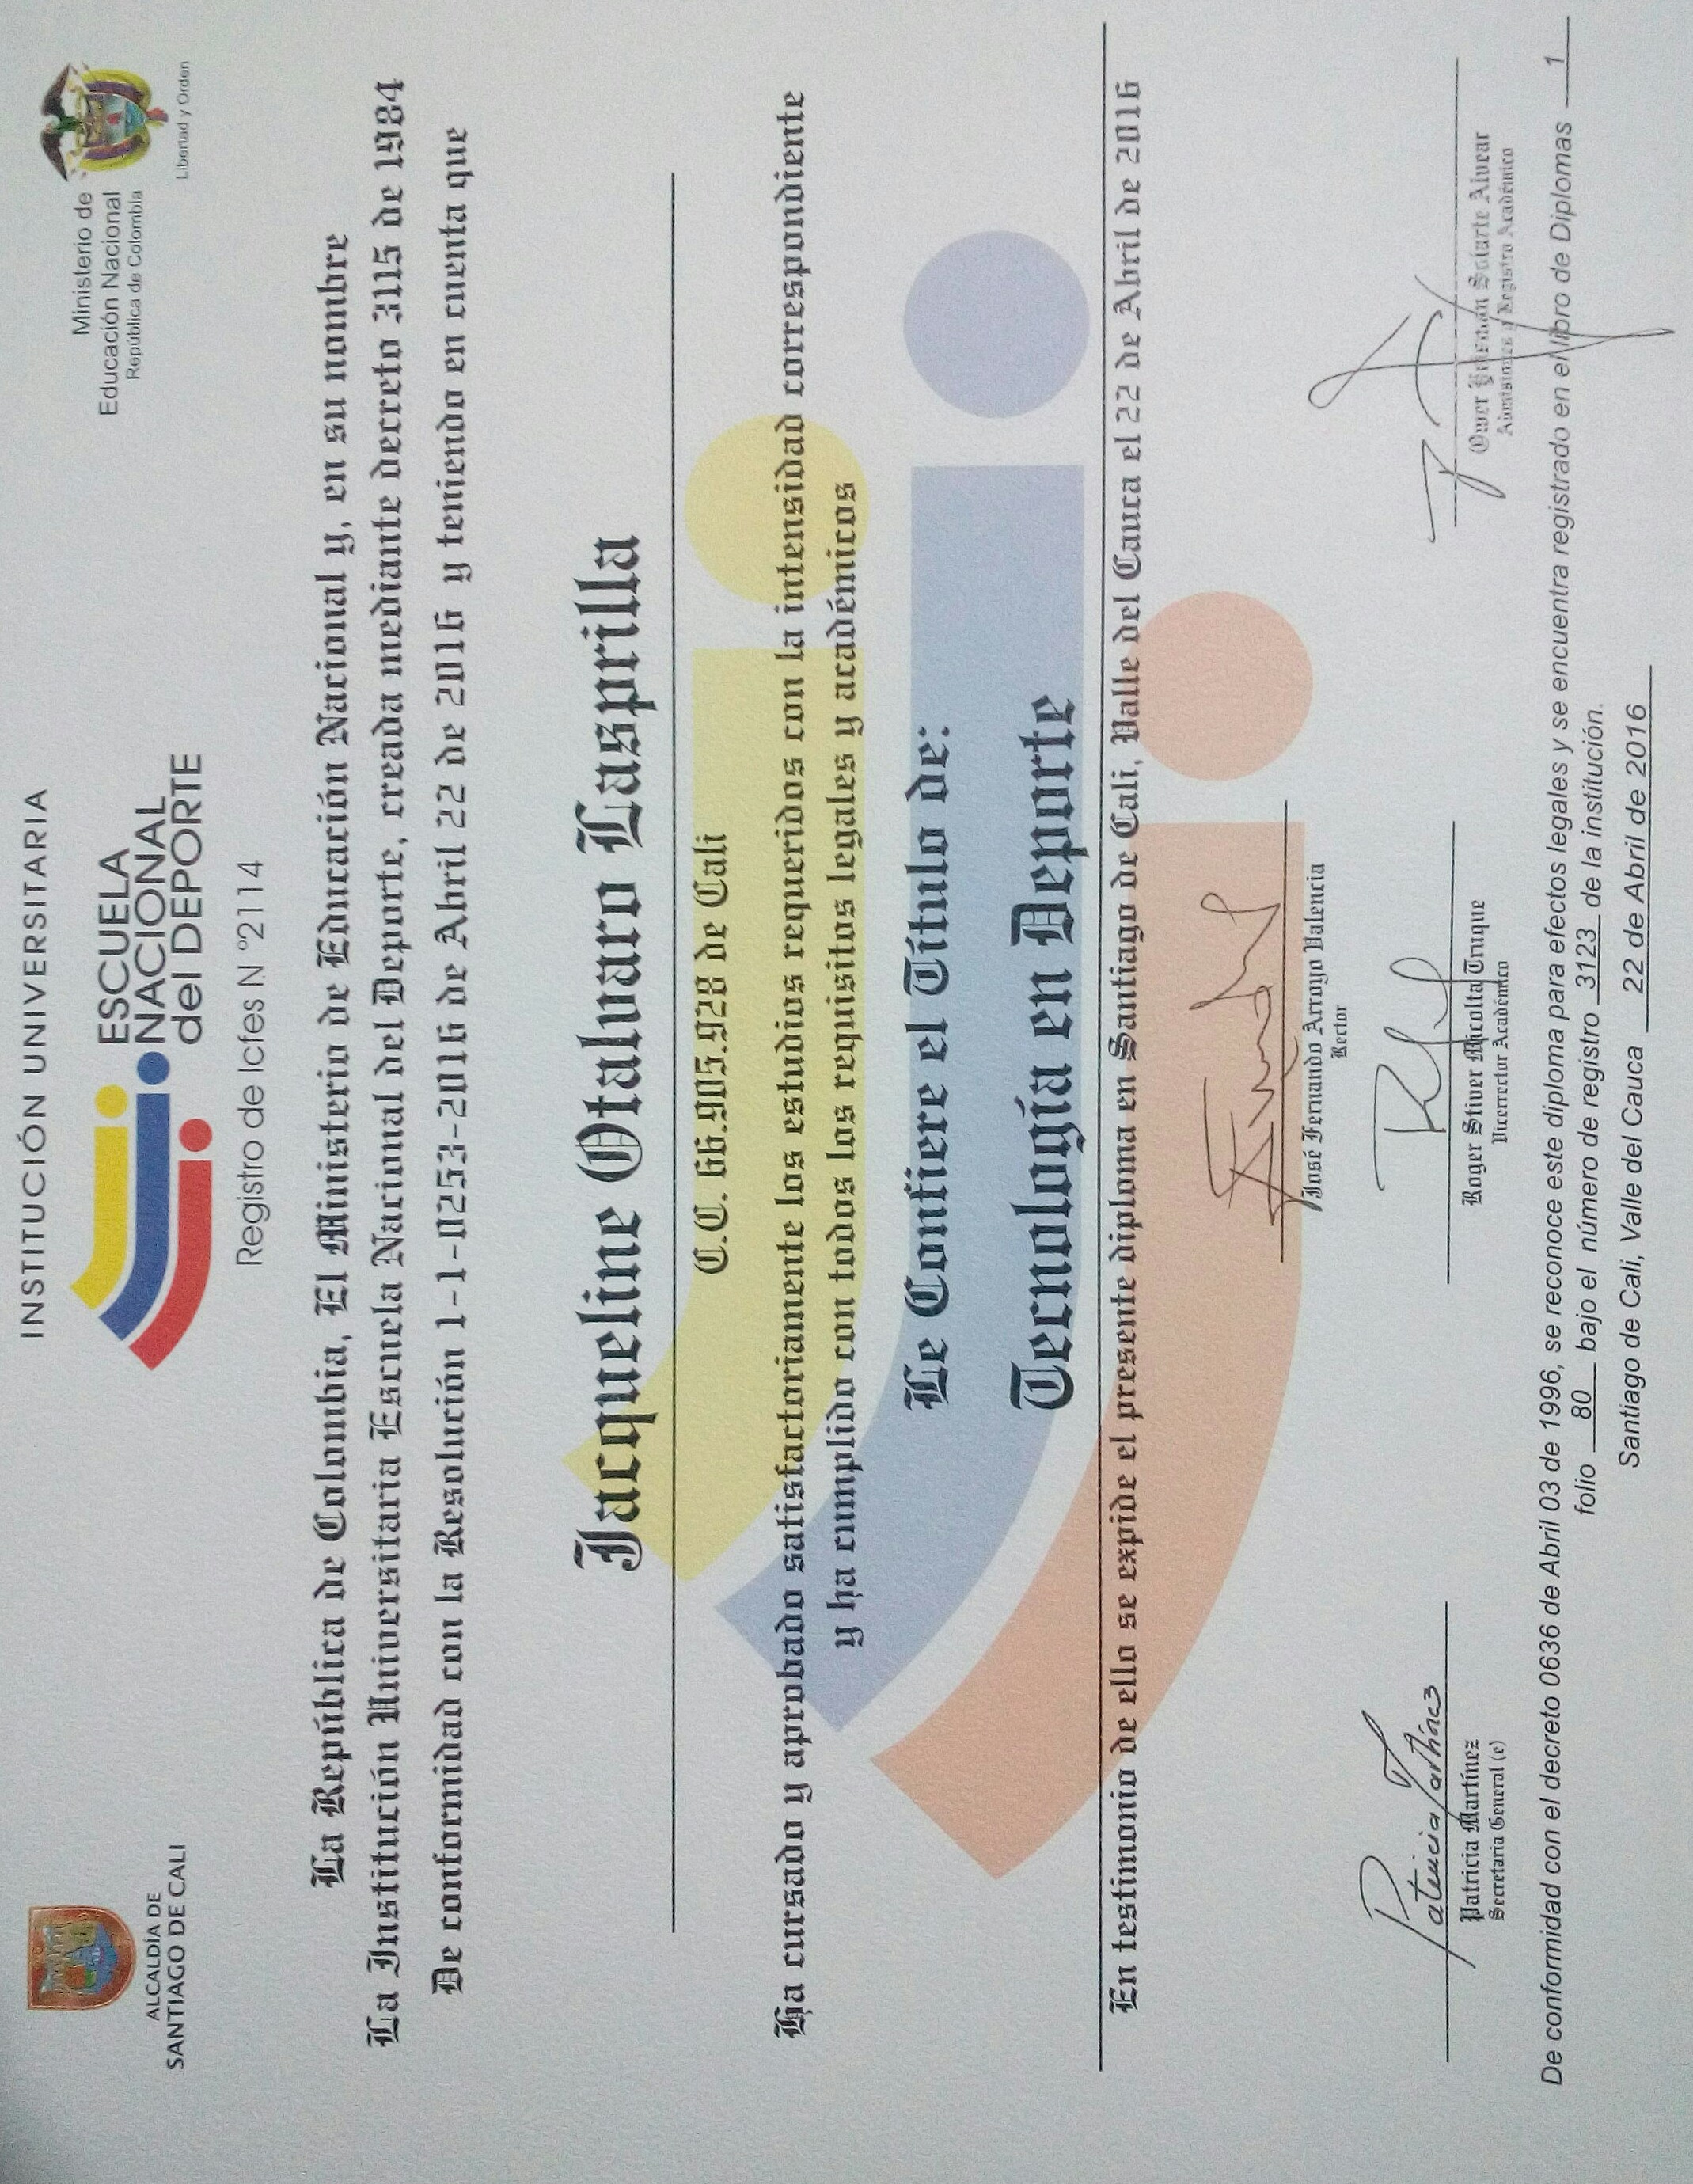 INSTITUCIÓN UNIVERSITARIA
ALCALDÍA DE
SANTIAGO DE CALI
ESCUELA
NACIONAL
del DEPORTE
Ministerio de
Educación Nacional
República de Colombia
Libertad y Orden
Registro de Icfes N °2114
La República de Colombia, El Ministerio de Educación Nacional y, en su nombre
La Institución Universitaria Escuela Nacional del Deporte, creada mediante decreto 3115 de 1984
De conformidad con la Resolución 1-1-0253-2016 de Abril 22 de 2016 y teniendo en cuenta que
Jacqueline Otalvaro Lasprilla
C.C. 66.905.928 de Cali
Ha cursado y aprobado satisfactoriamente los estudios requeridos con la intensidad correspondiente
y ha cumplido con todos los requisitos legales y académicos
Le Confiere el Título de:
Tecnología en Deporte
En testimonio de ello se expide el presente diploma en Santiago de Cali, Valle del Cauca el 22 de Abril de 2016
José Fernando Arroyo Valencia
Rector
Patricia Martínez
Patricia Martínez
Secretaria General (e)
Roger Stiver Micolta Truque
Vicerrector Académico
Omer Solarte Alvear
Admisiones y Registro Académico
De conformidad con el decreto 0636 de Abril 03 de 1996, se reconoce este diploma para efectos legales y se encuentra registrado en el libro de Diplomas 1
folio 80 bajo el número de registro 3123 de la institución.
Santiago de Cali, Valle del Cauca 22 de Abril de 2016